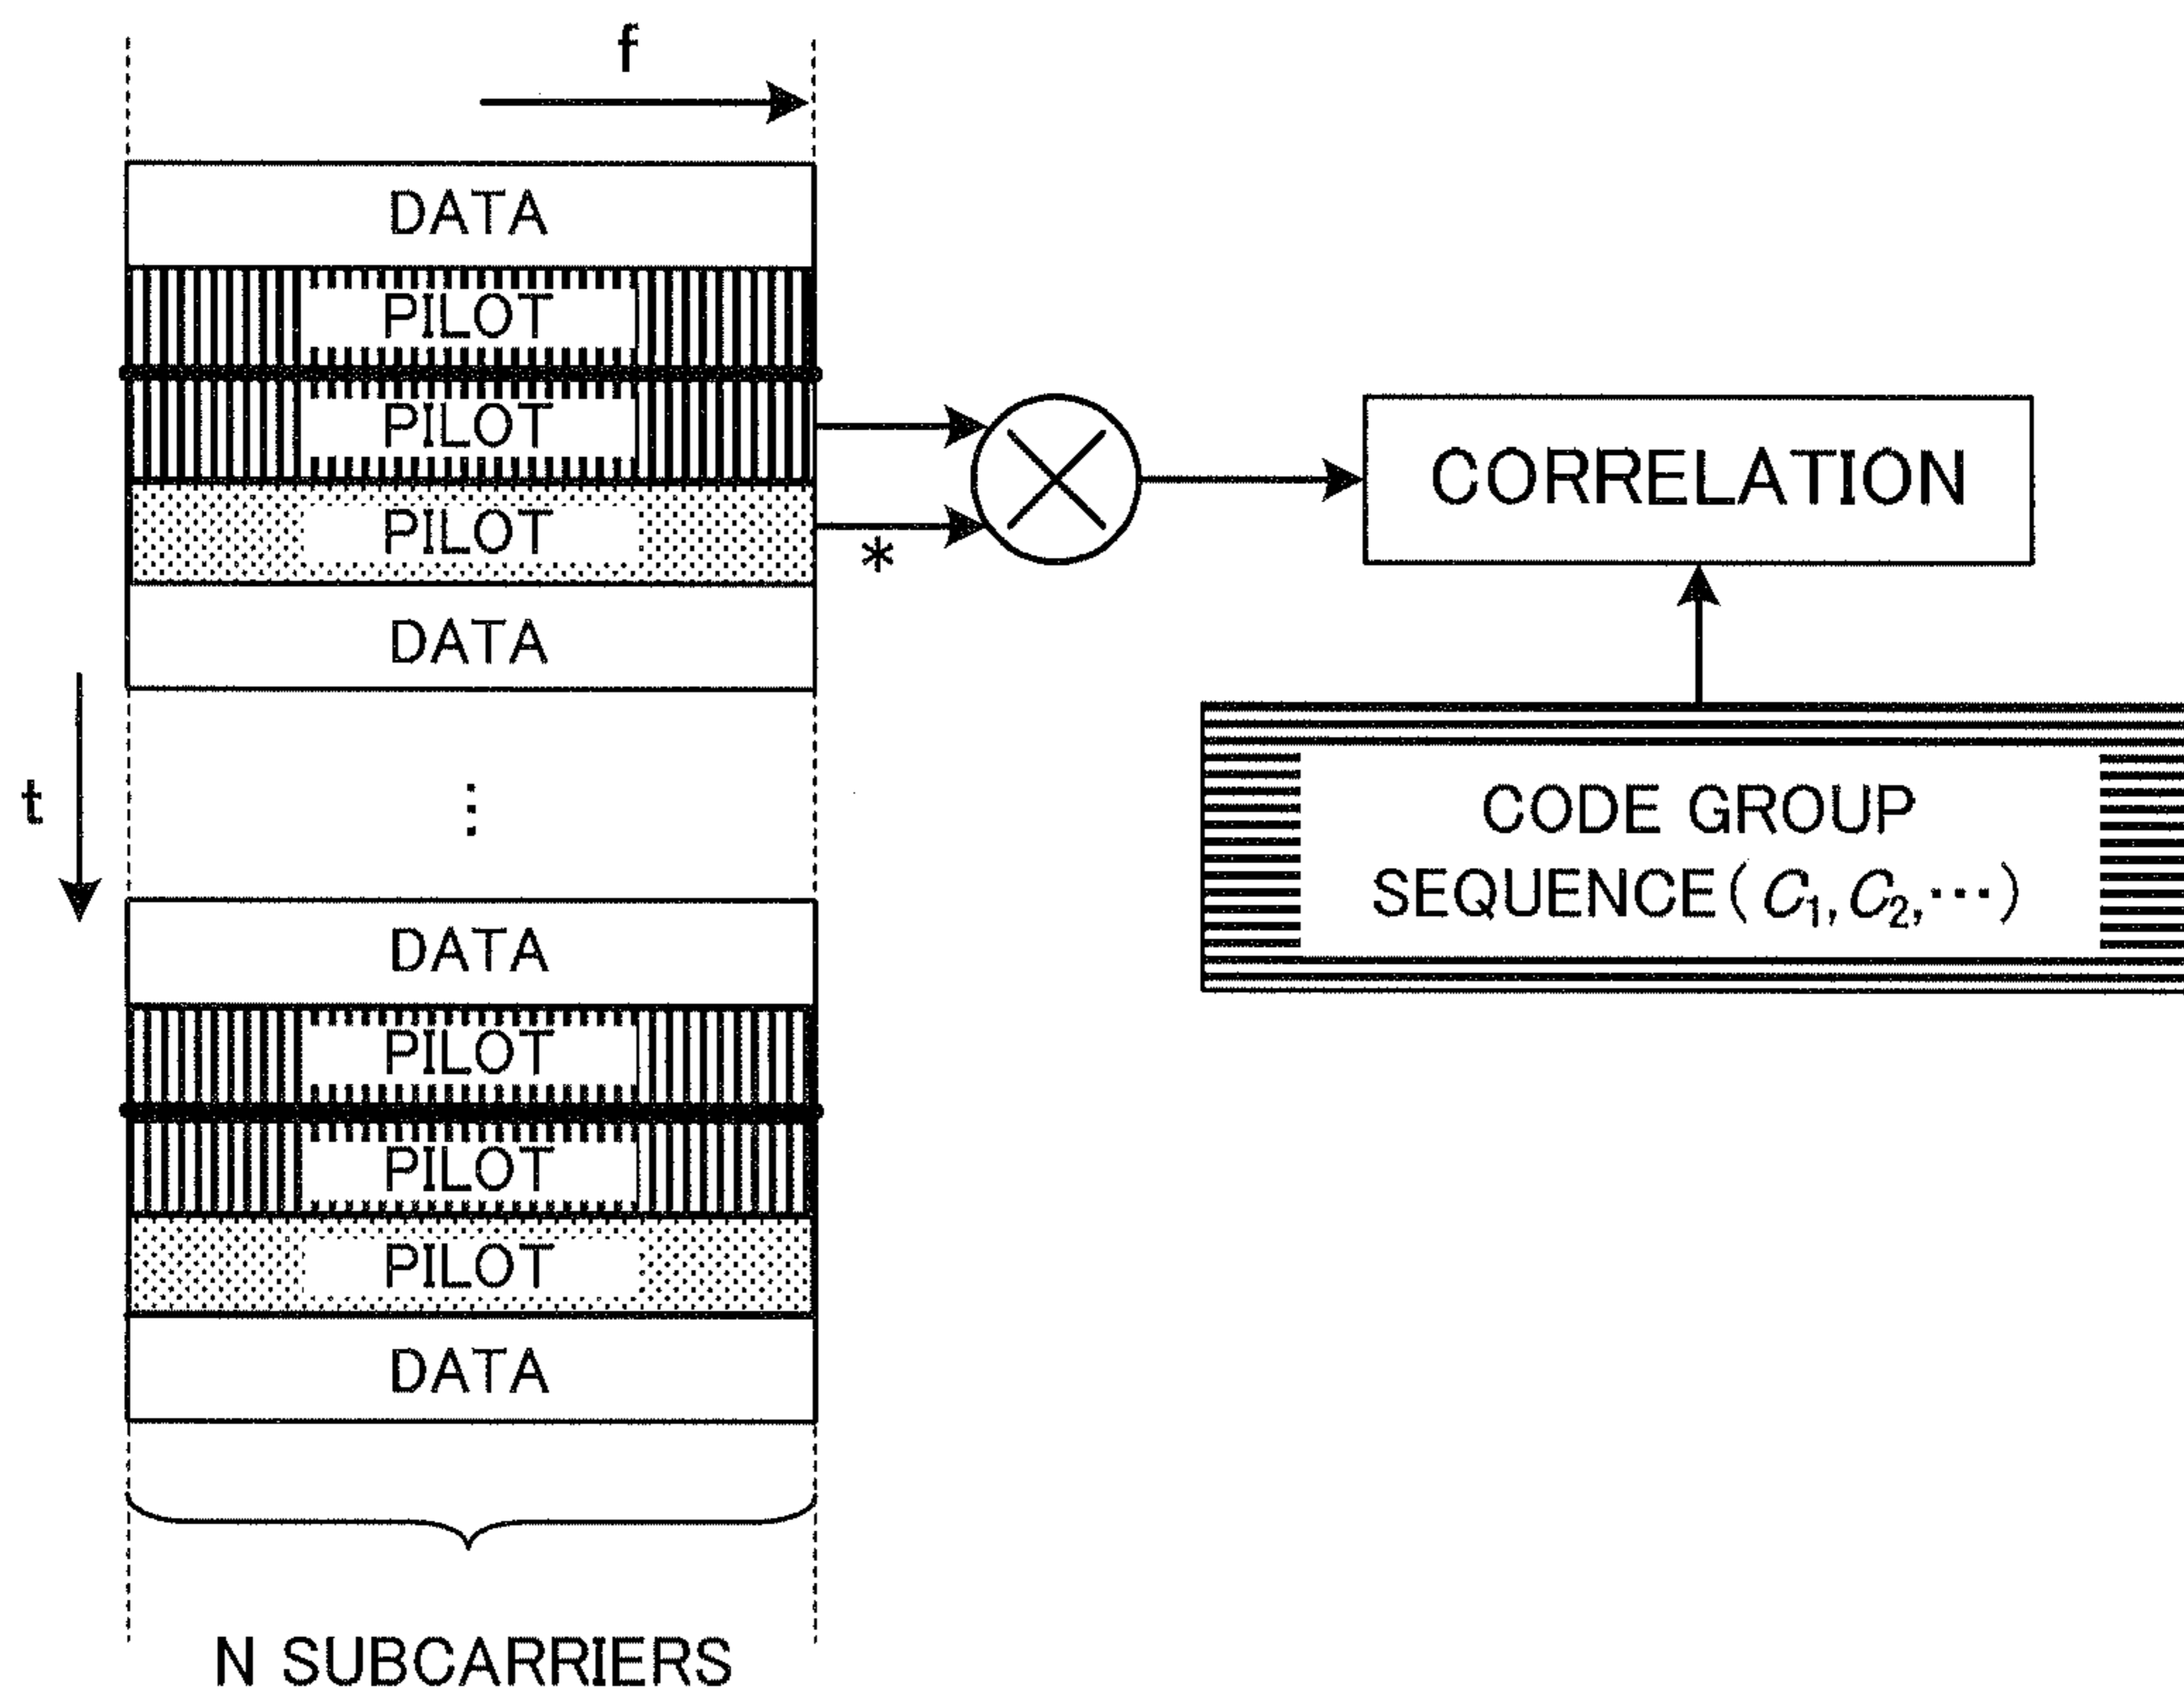 f
DATA
PILOT
PILOT
PILOT
*
DATA
CORRELATION
t
⋮
CODE GROUP
SEQUENCE(C₁,C₂,⋯)
DATA
PILOT
PILOT
PILOT
DATA
N SUBCARRIERS